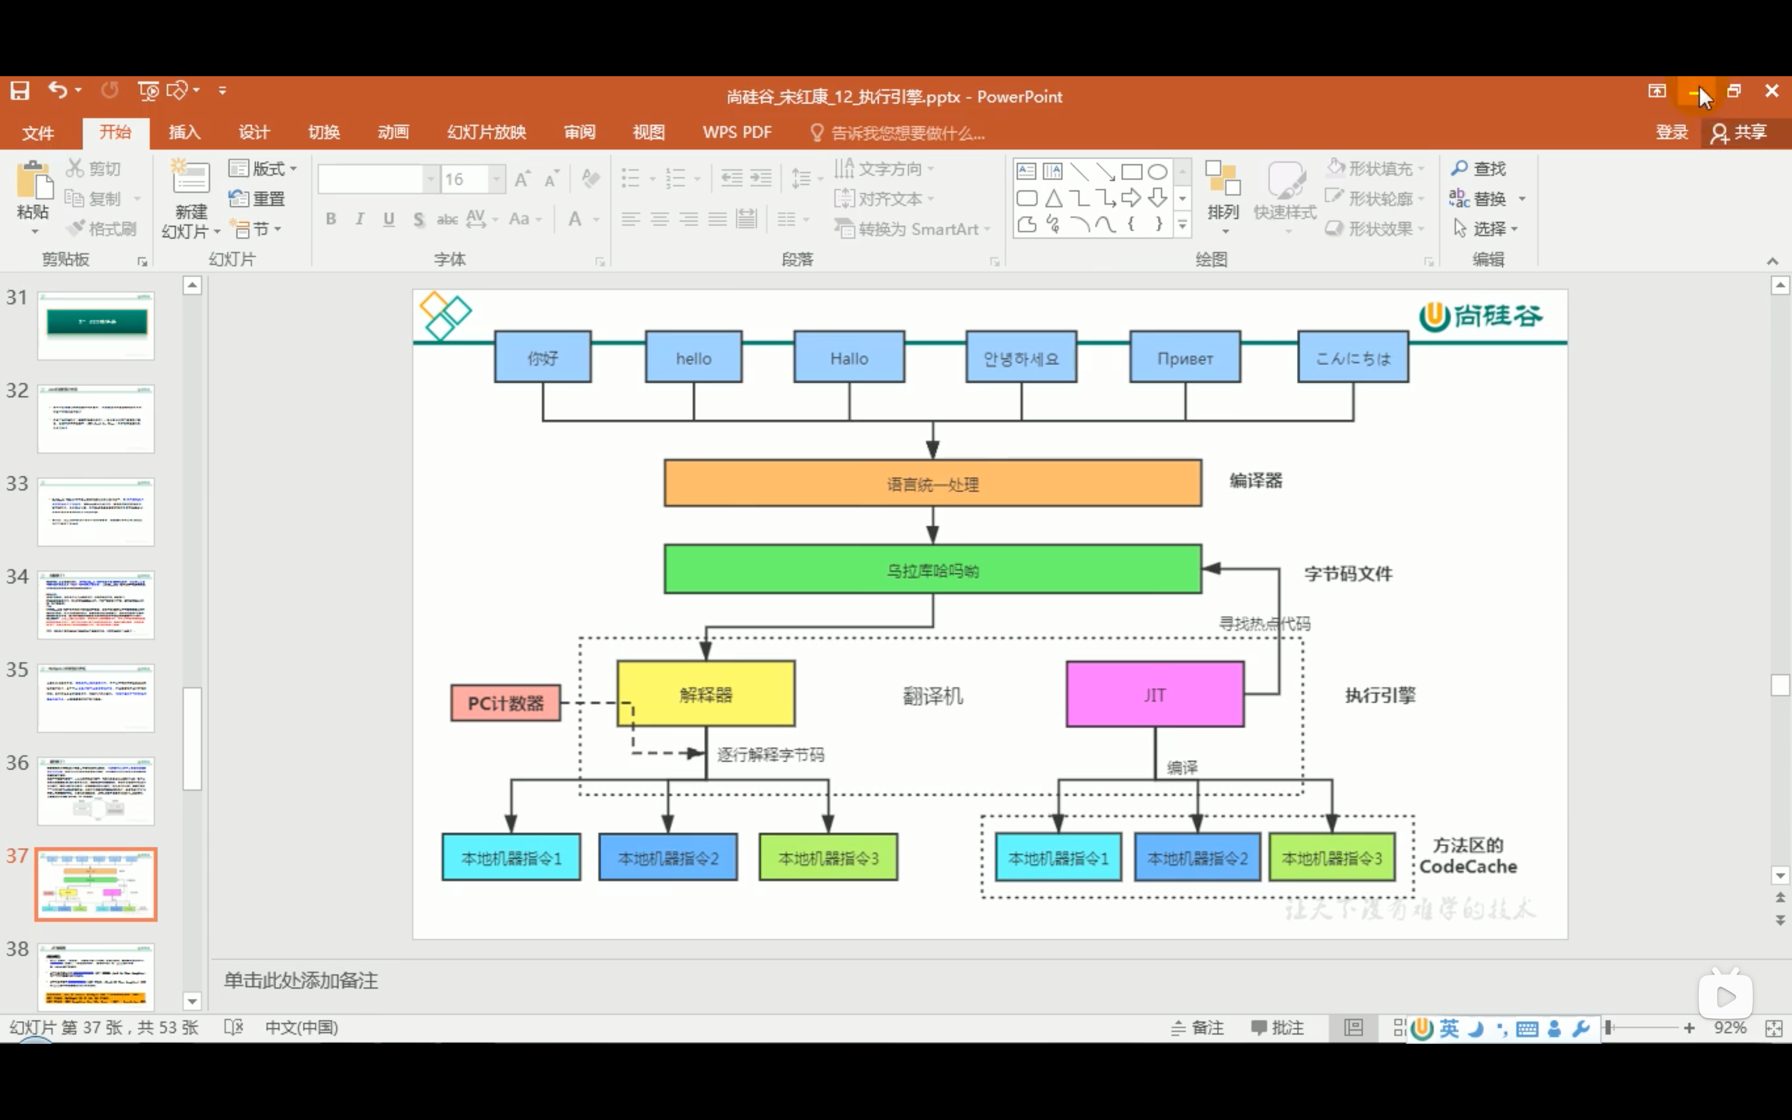 尚硅谷_宋红康_12_执行引擎.pptx - PowerPoint
文件 开始 插入 设计 切换 动画 幻灯片放映 审阅 视图 WPS PDF 告诉我您想要做什么... 登录 共享
剪切 版式 16 文字方向 形状填充 查找
复制 重置 对齐文本 形状轮廓 替换
粘贴 新建 排列 快速样式
格式刷 幻灯片 节 B I U S abc AV Aa A 转换为 SmartArt 形状效果 选择
剪贴板 幻灯片 字体 段落 绘图 编辑
31
32
33
34
35
36
37
38
尚硅谷
你好 hello Hallo 안녕하세요 Привет こんにちは
语言统一处理 编译器
乌拉库哈吗哟 字节码文件
寻找热点代码
PC计数器 解释器 翻译机 JIT 执行引擎
逐行解释字节码 编译
本地机器指令1 本地机器指令2 本地机器指令3 本地机器指令1 本地机器指令2 本地机器指令3
方法区的
CodeCache
让天下没有难学的技术
单击此处添加备注
幻灯片 第 37 张，共 53 张 中文(中国) 备注 批注 英 92%